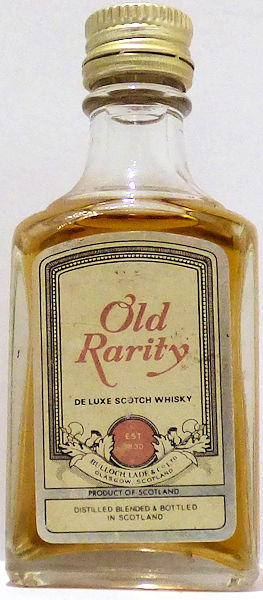 Old
Rarity
DE LUXE SCOTCH WHISKY
EST.
1830
BULLOCH LADE & CO LTD
GLASGOW SCOTLAND
PRODUCT OF SCOTLAND
DISTILLED BLENDED & BOTTLED
IN SCOTLAND